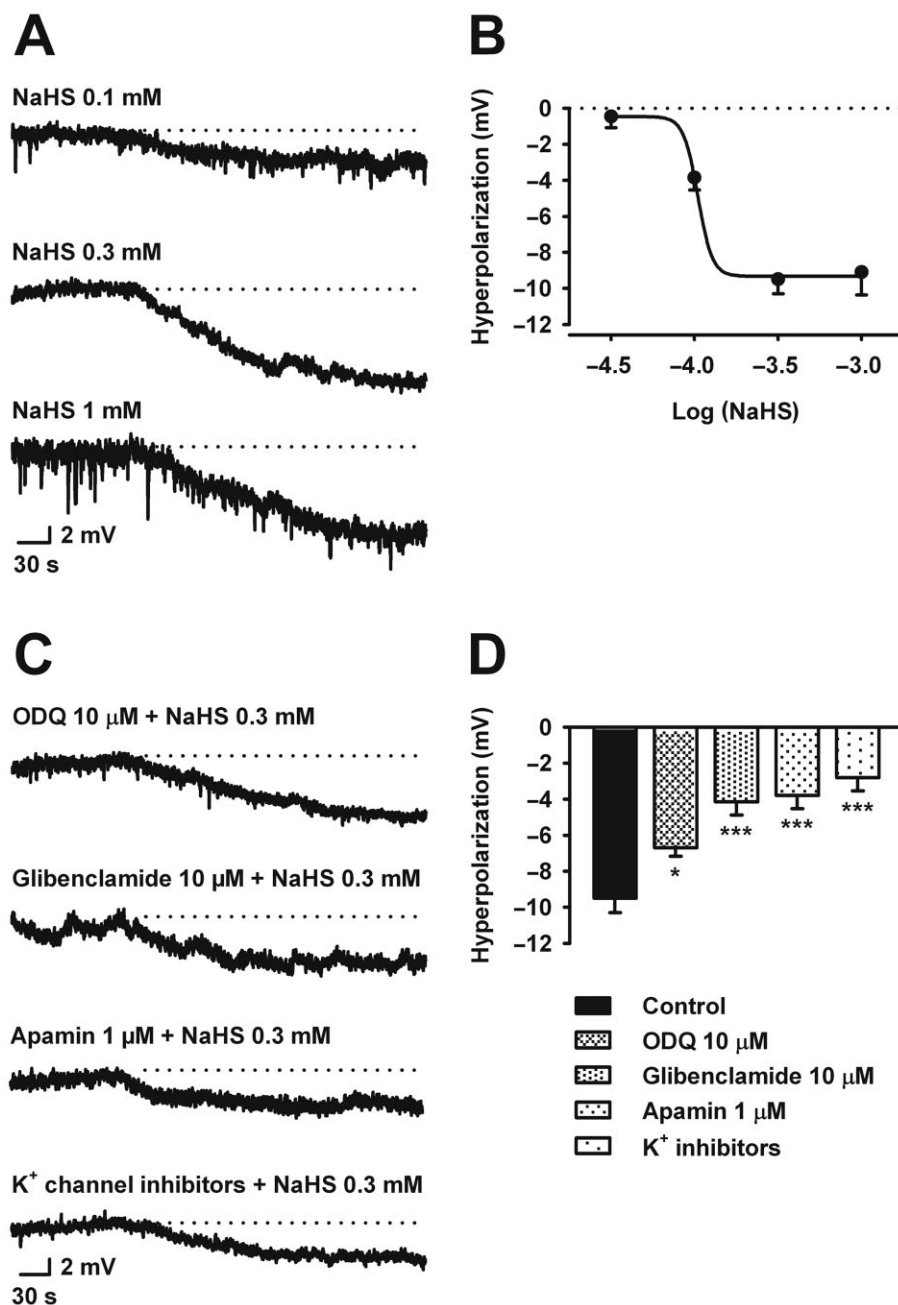 A
NaHS 0.1 mM
NaHS 0.3 mM
NaHS 1 mM
2 mV
30 s
B
Hyperpolarization (mV)
0
−2
−4
−6
−8
−10
−12
−4.5 −4.0 −3.5 −3.0
Log (NaHS)
C
ODQ 10 μM + NaHS 0.3 mM
Glibenclamide 10 µM + NaHS 0.3 mM
Apamin 1 µM + NaHS 0.3 mM
K⁺ channel inhibitors + NaHS 0.3 mM
2 mV
30 s
D
Hyperpolarization (mV)
0
−2
−4
−6
−8
−10
−12
* *** *** ***
Control
ODQ 10 μM
Glibenclamide 10 μM
Apamin 1 μM
K⁺ inhibitors